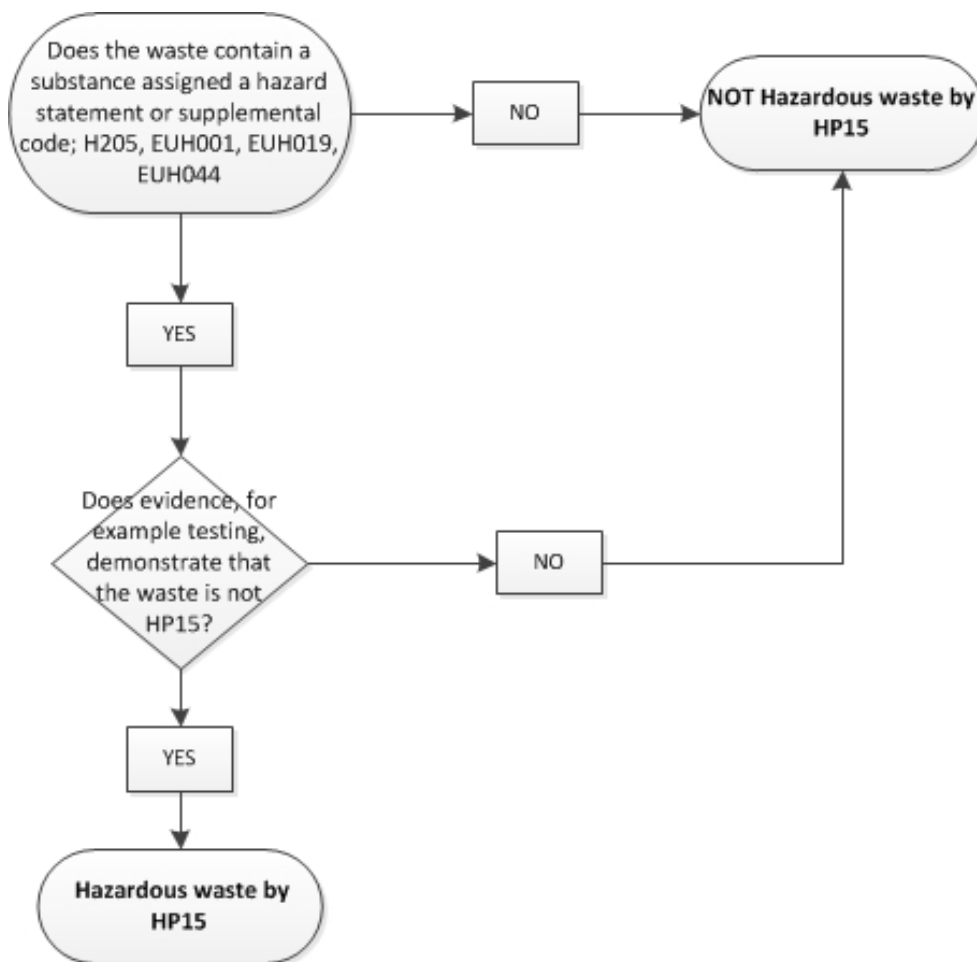 Does the waste contain a
substance assigned a hazard
statement or supplemental
code; H205, EUH001, EUH019,
EUH044
NO
NOT Hazardous waste by
HP15
YES
Does evidence, for
example testing,
demonstrate that
the waste is not
HP15?
NO
YES
Hazardous waste by
HP15